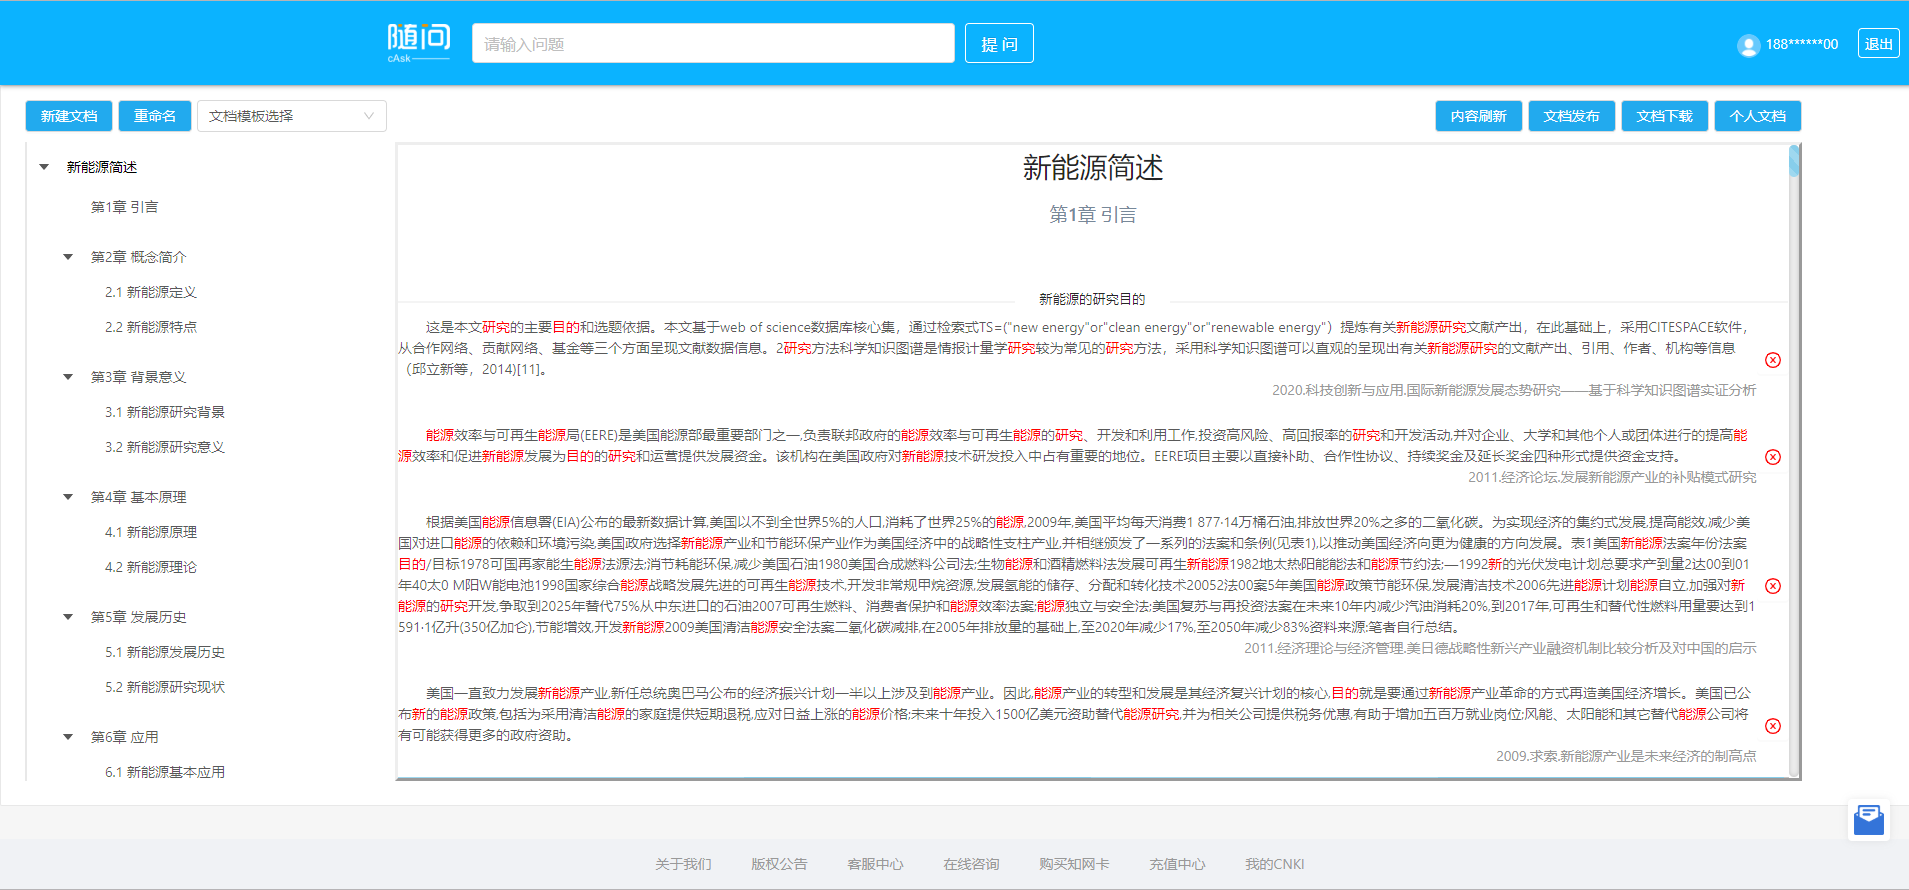 随问
cAsk
请输入问题
提 问
188******00
退出
新建文档
重命名
文档模板选择
内容刷新
文档发布
文档下载
个人文档
新能源简述
第1章 引言
第2章 概念简介
2.1 新能源定义
2.2 新能源特点
第3章 背景意义
3.1 新能源研究背景
3.2 新能源研究意义
第4章 基本原理
4.1 新能源原理
4.2 新能源理论
第5章 发展历史
5.1 新能源发展历史
5.2 新能源研究现状
第6章 应用
6.1 新能源基本应用
新能源简述
第1章 引言
新能源的研究目的
这是本文研究的主要目的和选题依据。本文基于web of science数据库核心集，通过检索式TS=("new energy"or"clean energy"or"renewable energy"）提炼有关新能源研究文献产出，在此基础上，采用CITESPACE软件，
从合作网络、贡献网络、基金等三个方面呈现文献数据信息。2研究方法科学知识图谱是情报计量学研究较为常见的研究方法，采用科学知识图谱可以直观的呈现出有关新能源研究的文献产出、引用、作者、机构等信息
（邱立新等，2014)[11]。
2020.科技创新与应用.国际新能源发展态势研究——基于科学知识图谱实证分析
能源效率与可再生能源局(EERE)是美国能源部最重要部门之一,负责联邦政府的能源效率与可再生能源的研究、开发和利用工作,投资高风险、高回报率的研究和开发活动,并对企业、大学和其他个人或团体进行的提高能
源效率和促进新能源发展为目的的研究和运营提供发展资金。该机构在美国政府对新能源技术研发投入中占有重要的地位。EERE项目主要以直接补助、合作性协议、持续奖金及延长奖金四种形式提供资金支持。
2011.经济论坛.发展新能源产业的补贴模式研究
根据美国能源信息署(EIA)公布的最新数据计算,美国以不到全世界5%的人口,消耗了世界25%的能源,2009年,美国平均每天消费1 877·14万桶石油,排放世界20%之多的二氧化碳。为实现经济的集约式发展,提高能效,减少美
国对进口能源的依赖和环境污染,美国政府选择新能源产业和节能环保产业作为美国经济中的战略性支柱产业,并相继颁发了一系列的法案和条例(见表1),以推动美国经济向更为健康的方向发展。表1美国新能源法案年份法案
目的/目标1978可国再家能生能源法源法;消节耗能环保,减少美国石油1980美国合成燃料公司法;生物能源和酒精燃料法发展可再生新能源1982地太热阳能能法和能源节约法;—1992新的光伏发电计划总要求产到量2达00到01
年40太0 M阳W能电池1998国家综合能源战略发展先进的可再生能源技术,开发非常规甲烷资源,发展氢能的储存、分配和转化技术20052法00案5年美国能源政策节能环保,发展清洁技术2006先进能源计划能源自立,加强对新
能源的研究开发,争取到2025年替代75%从中东进口的石油2007可再生燃料、消费者保护和能源效率法案;能源独立与安全法;美国复苏与再投资法案在未来10年内减少汽油消耗20%,到2017年,可再生和替代性燃料用量要达到1
591·1亿升(350亿加仑),节能增效,开发新能源2009美国清洁能源安全法案二氧化碳减排,在2005年排放量的基础上,至2020年减少17%,至2050年减少83%资料来源:笔者自行总结。
2011.经济理论与经济管理.美日德战略性新兴产业融资机制比较分析及对中国的启示
美国一直致力发展新能源产业,新任总统奥巴马公布的经济振兴计划一半以上涉及到能源产业。因此,能源产业的转型和发展是其经济复兴计划的核心,目的就是要通过新能源产业革命的方式再造美国经济增长。美国已公
布新的能源政策,包括为采用清洁能源的家庭提供短期退税,应对日益上涨的能源价格;未来十年投入1500亿美元资助替代能源研究,并为相关公司提供税务优惠,有助于增加五百万就业岗位;风能、太阳能和其它替代能源公司将
有可能获得更多的政府资助。
2009.求索.新能源产业是未来经济的制高点
关于我们
版权公告
客服中心
在线咨询
购买知网卡
充值中心
我的CNKI